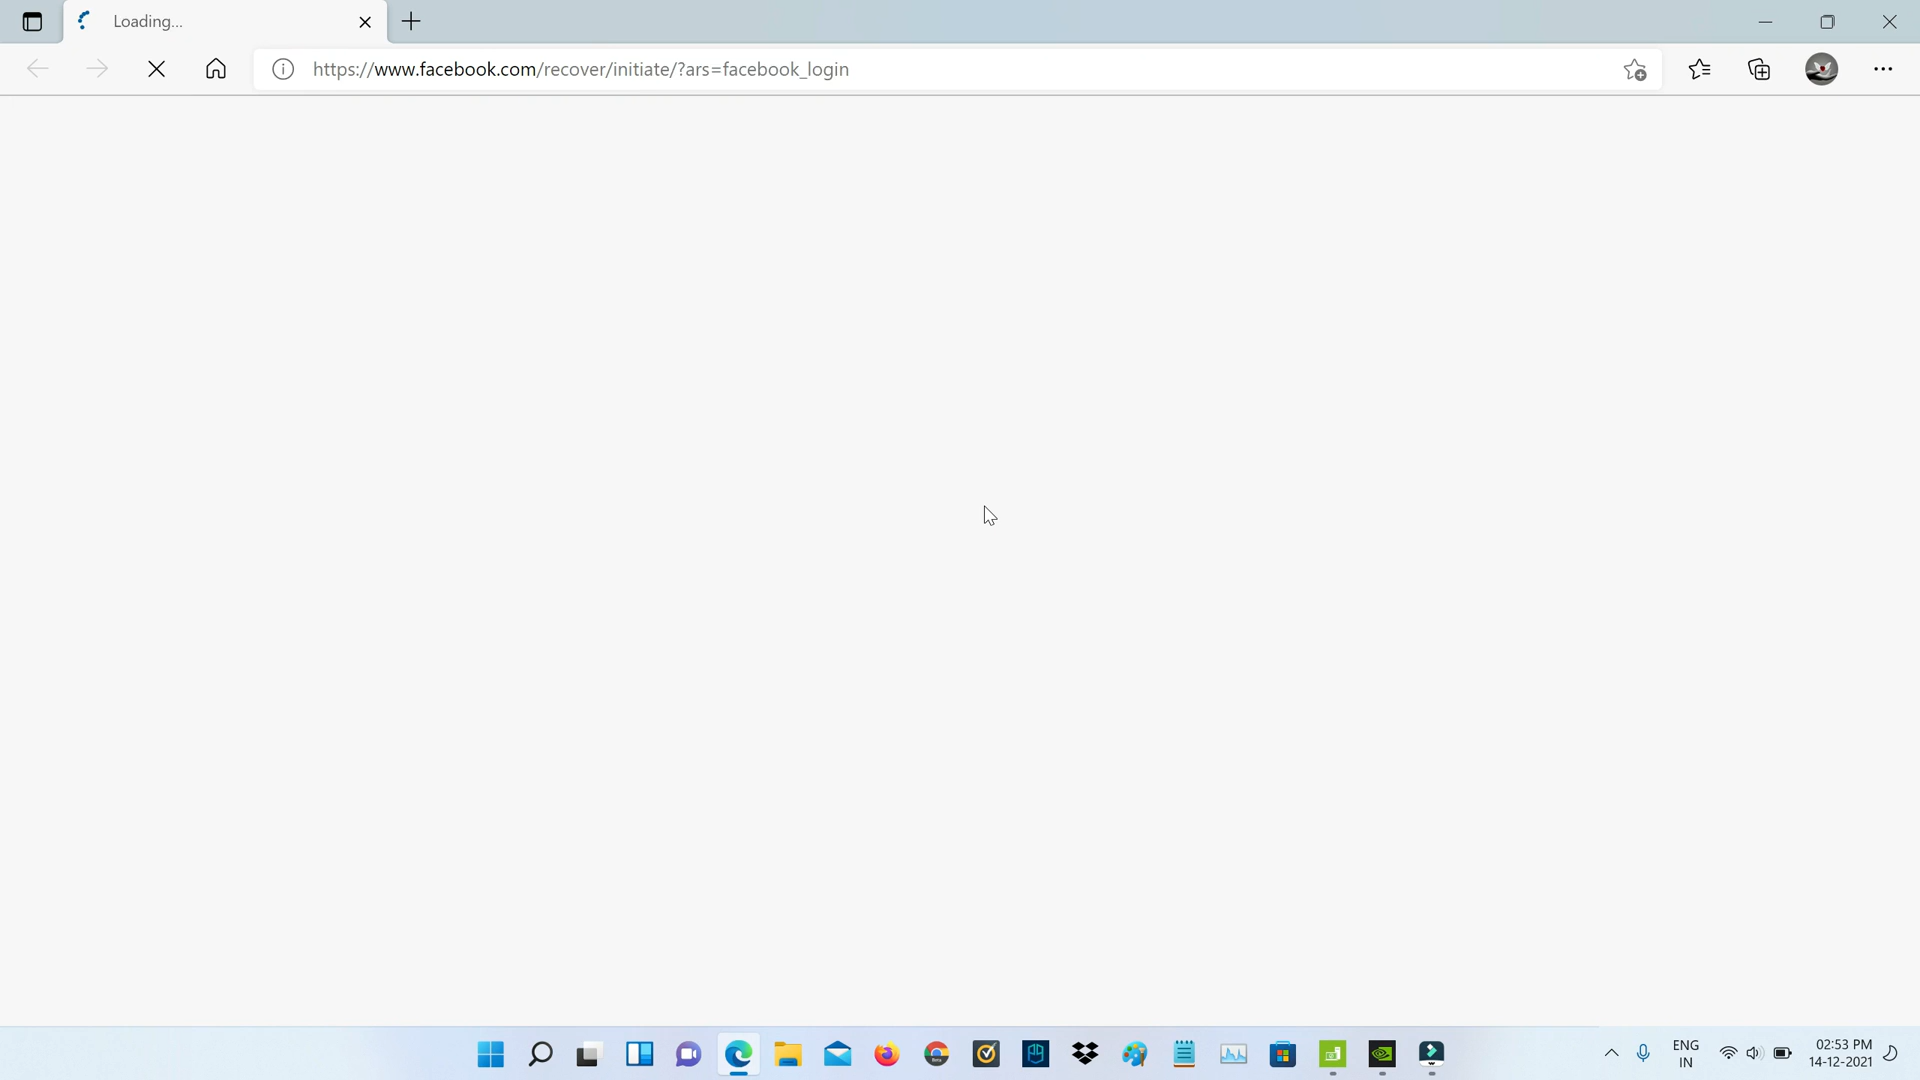 Loading...
https://www.facebook.com/recover/initiate/?ars=facebook_login
ENG
IN
02:53 PM
14-12-2021